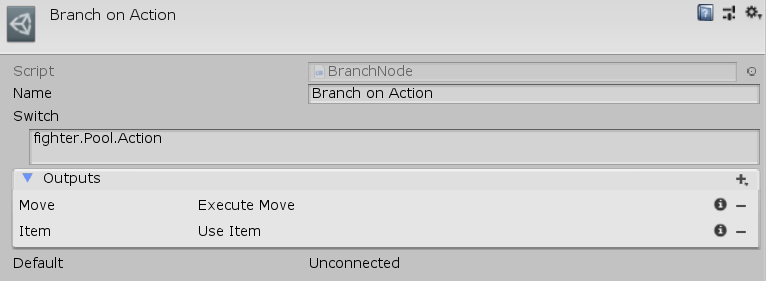 Branch on Action
Script BranchNode
Name Branch on Action
Switch
fighter.Pool.Action
Outputs
Move Execute Move
Item Use Item
Default Unconnected